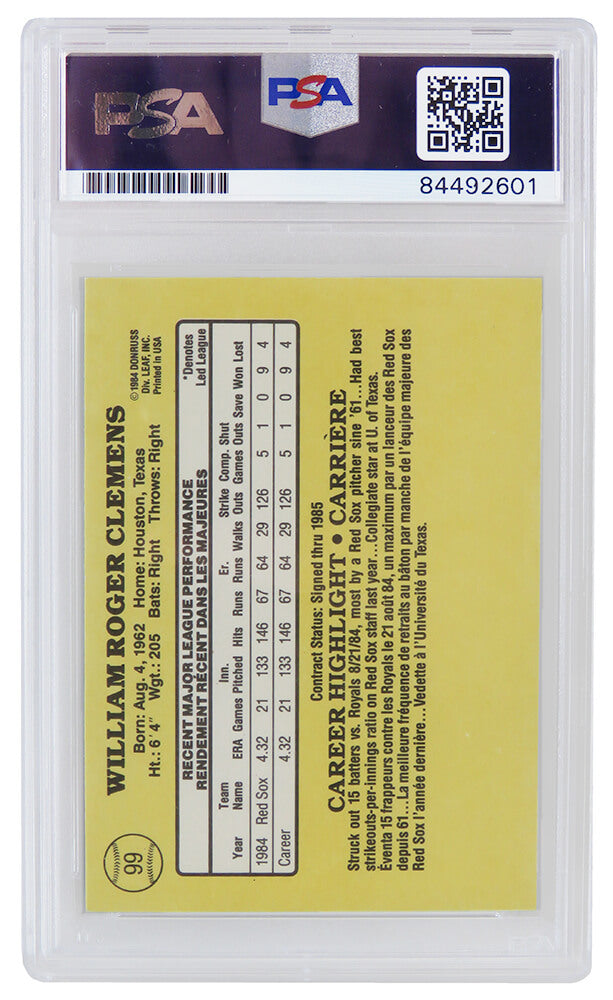 PSA
PSA
84492601
99
WILLIAM ROGER CLEMENS
Born: Aug. 4, 1962 Home: Houston, Texas
Ht.: 6'4" Wgt.: 205 Bats: Right Throws: Right
©1984 DONRUSS
Div. LEAF, INC.
Printed in USA
RECENT MAJOR LEAGUE PERFORMANCE
RENDEMENT RÉCENT DANS LES MAJEURES
*Denotes
Led League
Team Inn. Er. Strike Comp. Shut
Year Name ERA Games Pitched Hits Runs Runs Walks Outs Games Outs Save Won Lost
1984 Red Sox 4.32 21 133 146 67 64 29 126 5 1 0 9 4
Career 4.32 21 133 146 67 64 29 126 5 1 0 9 4
Contract Status: Signed thru 1985
CAREER HIGHLIGHT • CARRIÈRE
Struck out 15 batters vs. Royals 8/21/84, most by a Red Sox pitcher sine '61...Had best
strikeouts-per-innings ratio on Red Sox staff last year...Collegiate star at U. of Texas.
Éventa 15 frappeurs contre les Royals le 21 août 84, un maximum par un lanceur des Red Sox
depuis 61...La meilleure fréquence de retraits au bâton par manche de l'équipe majeure des
Red Sox l'année dernière...Vedette à l'Université du Texas.